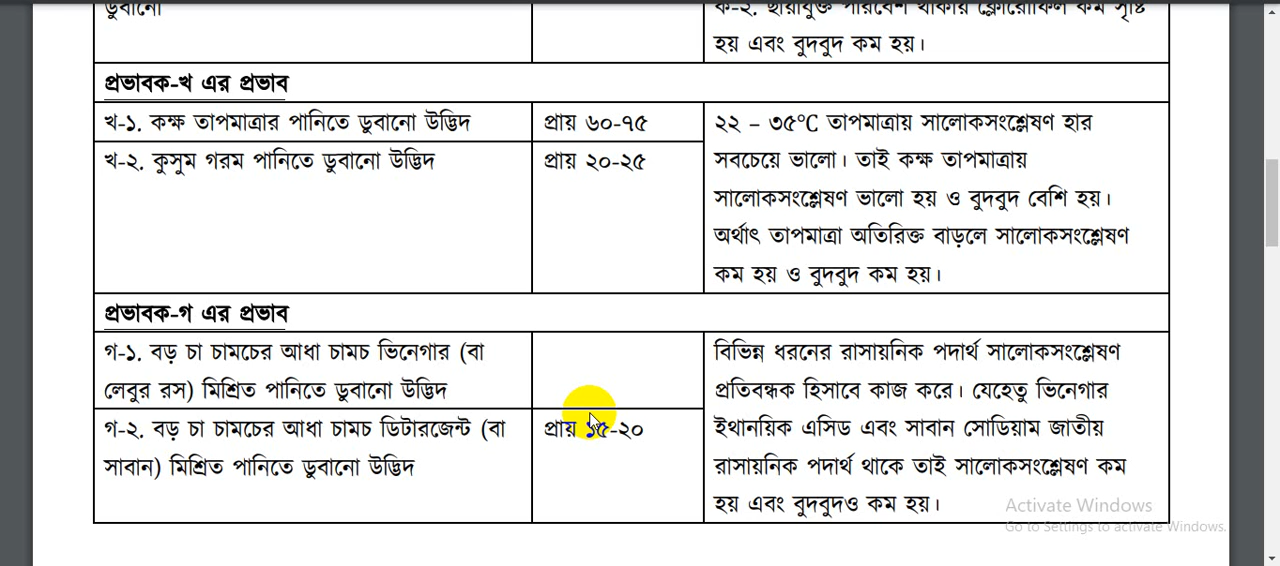 ডুবানো
ক-২. ছায়াযুক্ত পরিবেশ থাকায় ক্লোরোফিল কম সৃষ্টি
হয় এবং বুদবুদ কম হয়।
প্রভাবক-খ এর প্রভাব
খ-১. কক্ষ তাপমাত্রার পানিতে ডুবানো উদ্ভিদ
প্রায় ৬০-৭৫
খ-২. কুসুম গরম পানিতে ডুবানো উদ্ভিদ
প্রায় ২০-২৫
২২ – ৩৫°C তাপমাত্রায় সালোকসংশ্লেষণ হার
সবচেয়ে ভালো। তাই কক্ষ তাপমাত্রায়
সালোকসংশ্লেষণ ভালো হয় ও বুদবুদ বেশি হয়।
অর্থাৎ তাপমাত্রা অতিরিক্ত বাড়লে সালোকসংশ্লেষণ
কম হয় ও বুদবুদ কম হয়।
প্রভাবক-গ এর প্রভাব
গ-১. বড় চা চামচের আধা চামচ ভিনেগার (বা
লেবুর রস) মিশ্রিত পানিতে ডুবানো উদ্ভিদ
গ-২. বড় চা চামচের আধা চামচ ডিটারজেন্ট (বা
সাবান) মিশ্রিত পানিতে ডুবানো উদ্ভিদ
প্রায় ১৫-২০
বিভিন্ন ধরনের রাসায়নিক পদার্থ সালোকসংশ্লেষণ
প্রতিবন্ধক হিসাবে কাজ করে। যেহেতু ভিনেগার
ইথানয়িক এসিড এবং সাবান সোডিয়াম জাতীয়
রাসায়নিক পদার্থ থাকে তাই সালোকসংশ্লেষণ কম
হয় এবং বুদবুদও কম হয়।
Activate Windows
Go to Settings to activate Windows.